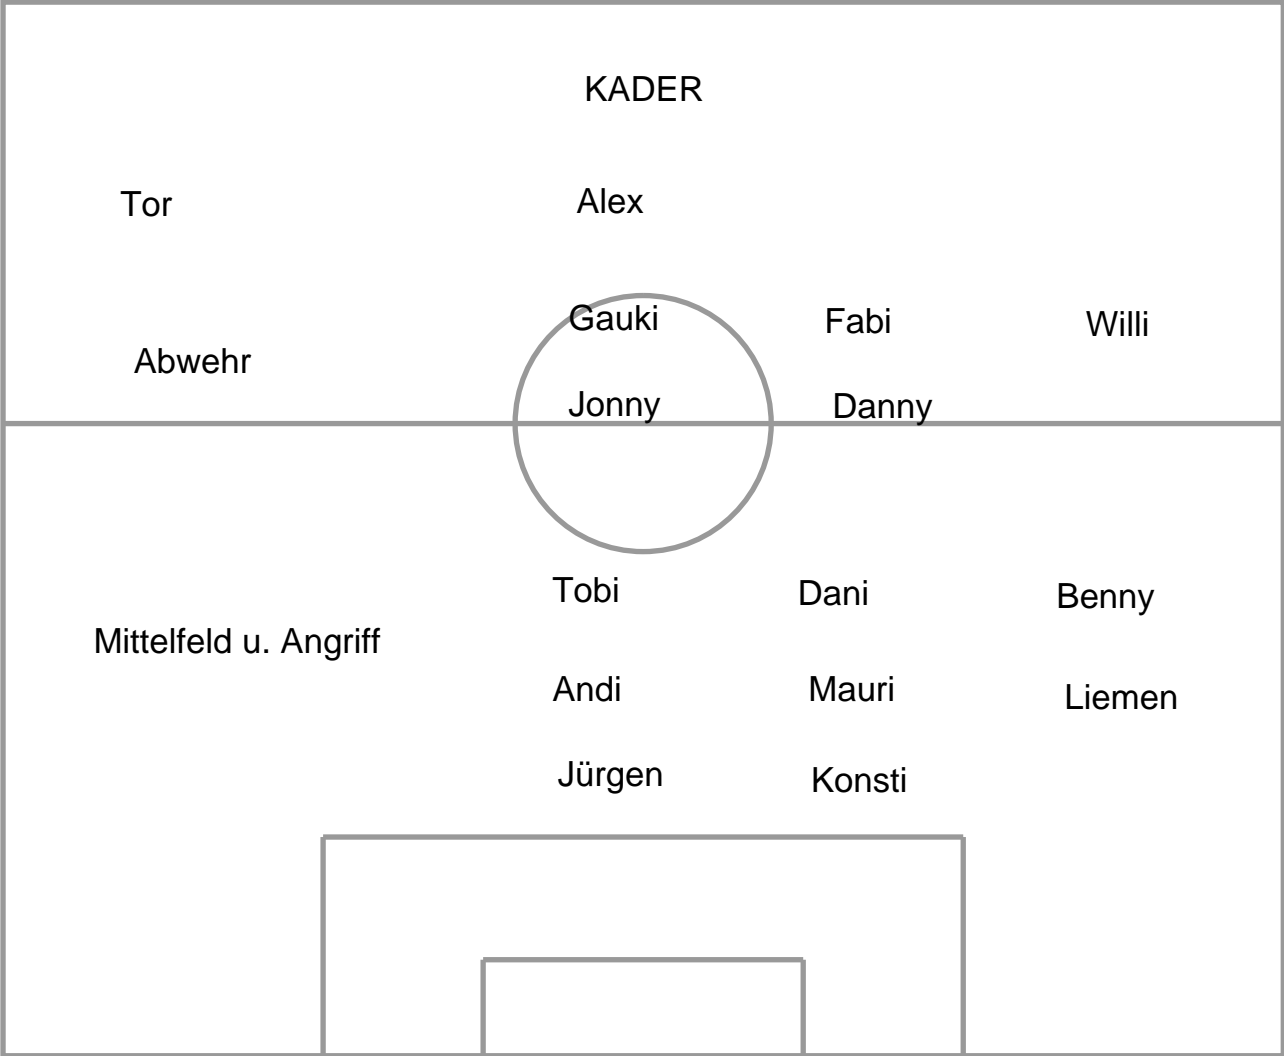 KADER
Tor Alex
Gauki Fabi Willi
Abwehr
Jonny Danny
Tobi Dani Benny
Mittelfeld u. Angriff
Andi Mauri Liemen
Jürgen Konsti